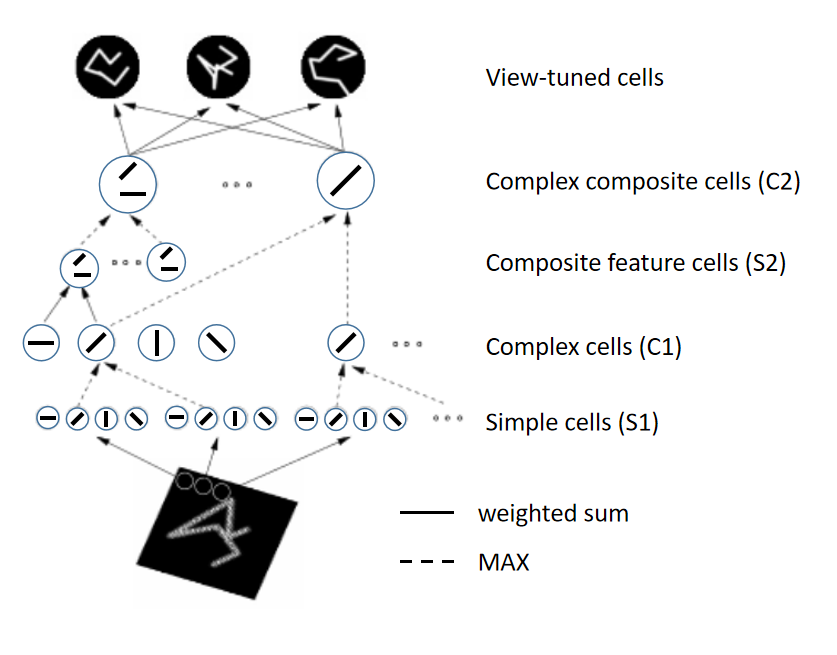 View-tuned cells
Complex composite cells (C2)
Composite feature cells (S2)
Complex cells (C1)
Simple cells (S1)
weighted sum
MAX